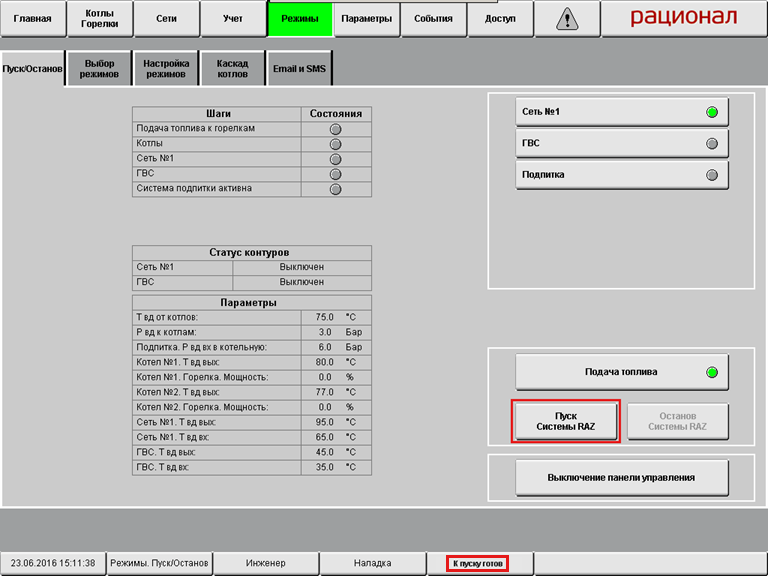 Главная
Котлы
Горелки
Сети
Учет
Режимы
Параметры
События
Доступ
рационал
Пуск/Останов
Выбор
режимов
Настройка
режимов
Каскад
котлов
Email и SMS
Шаги Состояния
Подача топлива к горелкам
Котлы
Сеть №1
ГВС
Система подпитки активна
Сеть №1
ГВС
Подпитка
Статус контуров
Сеть №1 Выключен
ГВС Выключен
Параметры
Т вд от котлов: 75.0 °C
Р вд к котлам: 3.0 Бар
Подпитка. Р вд вх в котельную: 6.0 Бар
Котел №1. Т вд вых: 80.0 °C
Котел №1. Горелка. Мощность: 0.0 %
Котел №2. Т вд вых: 77.0 °C
Котел №2. Горелка. Мощность: 0.0 %
Сеть №1. Т вд вых: 95.0 °C
Сеть №1. Т вд вх: 65.0 °C
ГВС. Т вд вых: 45.0 °C
ГВС. Т вд вх: 35.0 °C
Подача топлива
Пуск
Системы RAZ
Останов
Системы RAZ
Выключение панели управления
23.06.2016 15:11:38 Режимы. Пуск/Останов Инженер Наладка К пуску готов